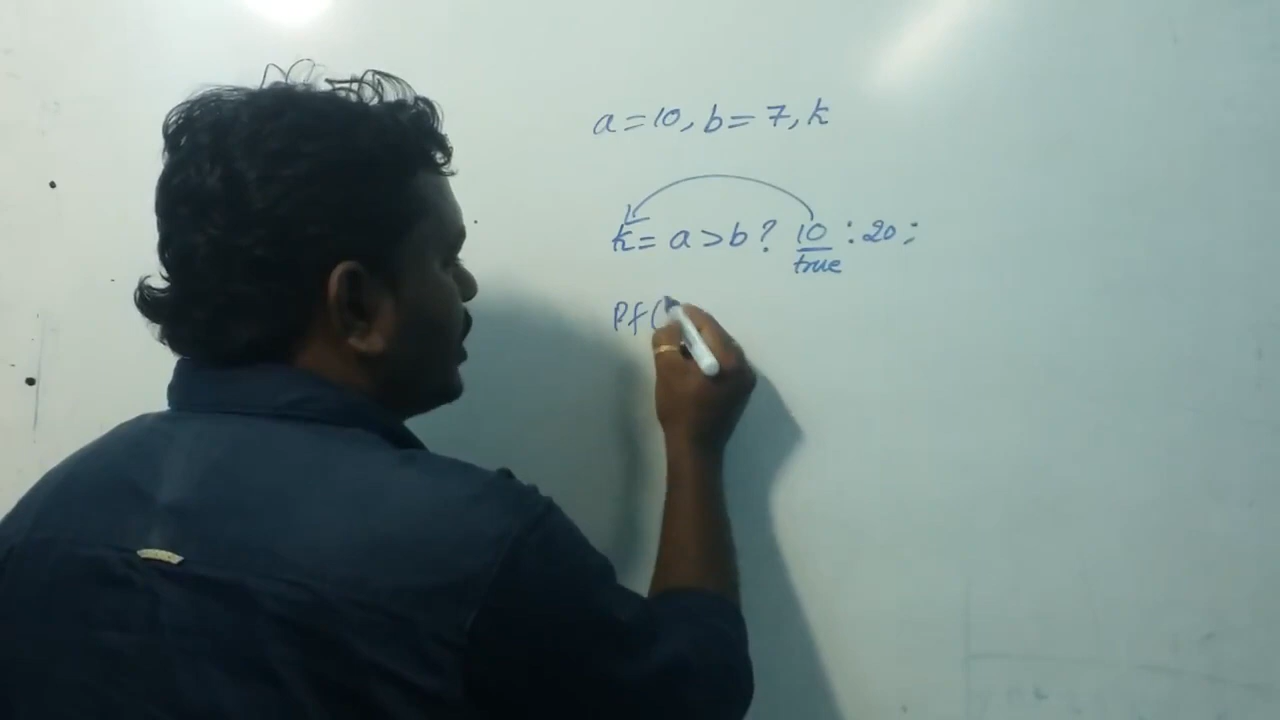 a=10, b=7, k
k= a>b? 10 : 20;
true
Pf(